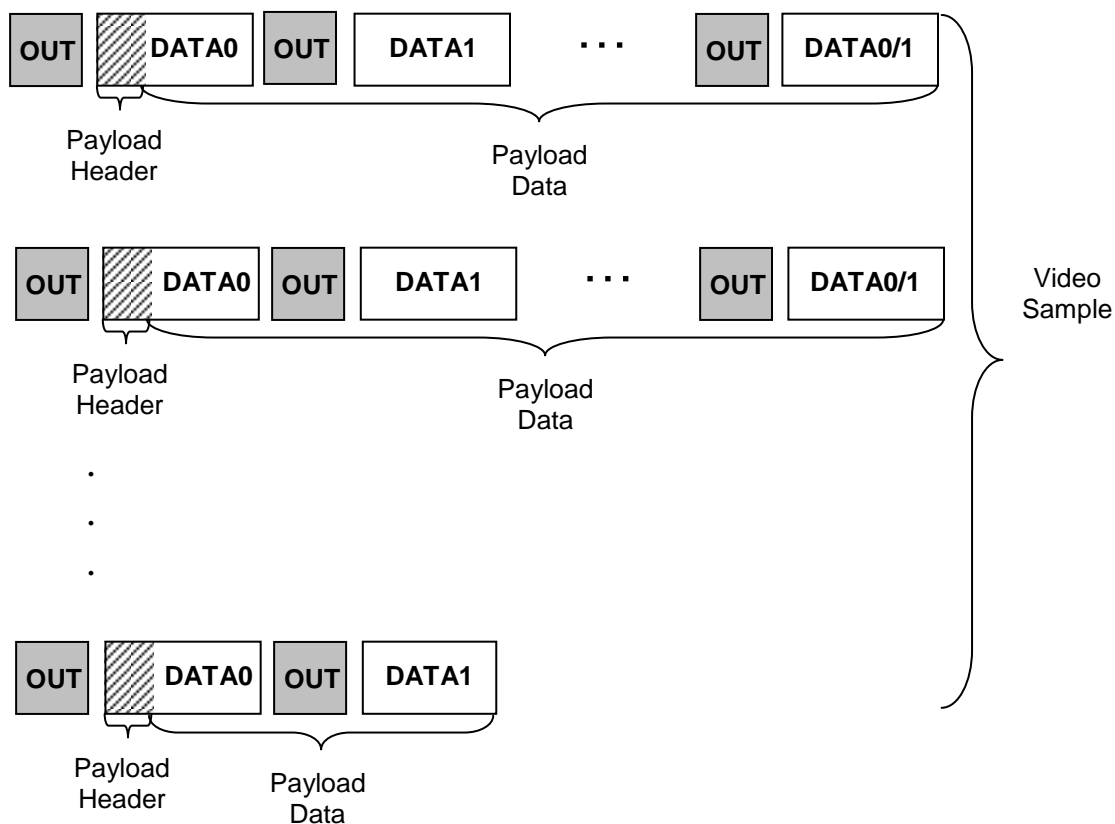 OUT DATA0 OUT DATA1 ... OUT DATA0/1
Payload
Header
Payload
Data
OUT DATA0 OUT DATA1 ... OUT DATA0/1
Video
Sample
Payload
Header
Payload
Data
.
.
.
OUT DATA0 OUT DATA1
Payload
Header
Payload
Data